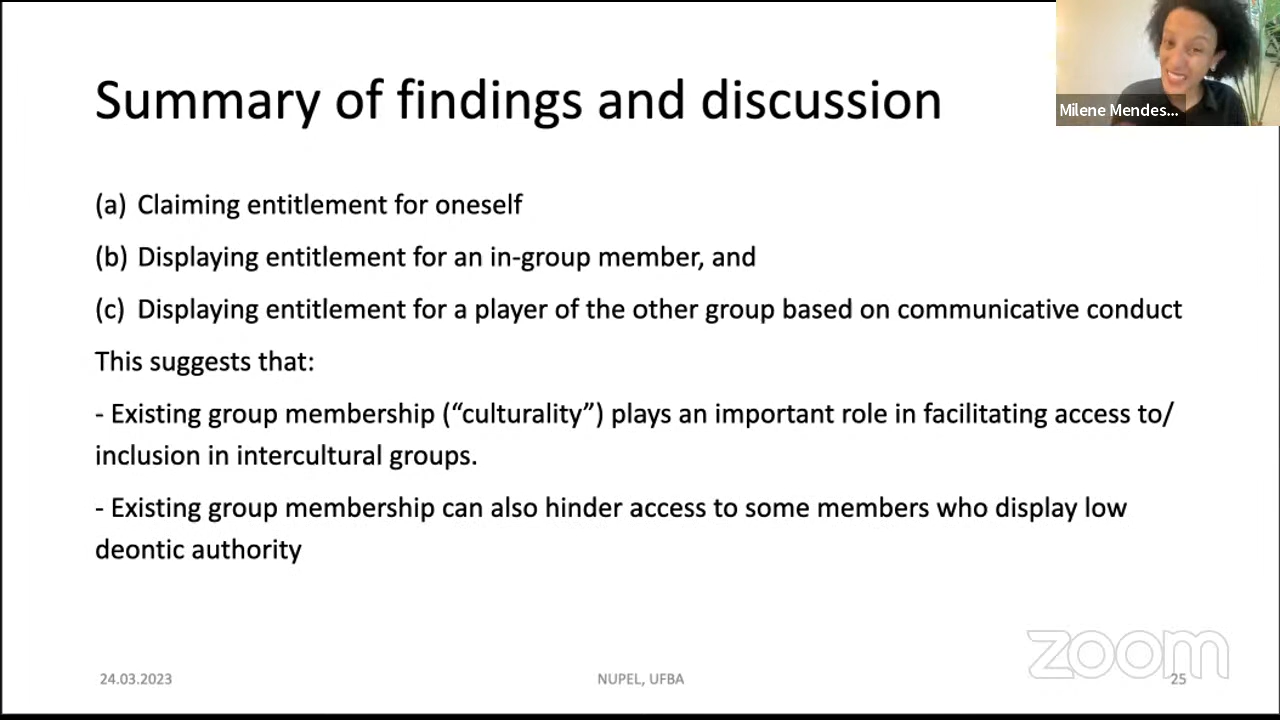 Summary of findings and discussion
Milene Mendes...
(a) Claiming entitlement for oneself
(b) Displaying entitlement for an in-group member, and
(c) Displaying entitlement for a player of the other group based on communicative conduct
This suggests that:
- Existing group membership (“culturality”) plays an important role in facilitating access to/
inclusion in intercultural groups.
- Existing group membership can also hinder access to some members who display low
deontic authority
zoom
24.03.2023
NUPEL, UFBA
25